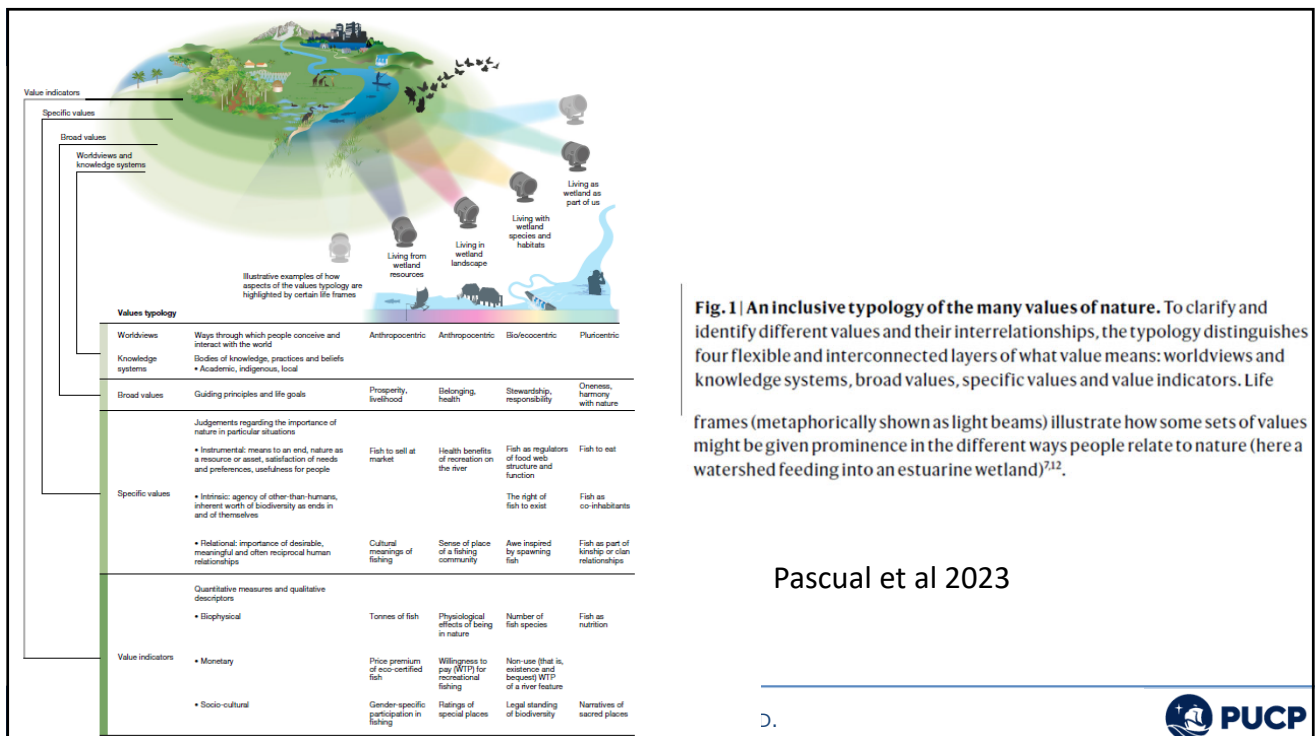 Value indicators
Specific values
Broad values
Worldviews and
knowledge systems
Living as
wetland as
part of us
Living with
wetland
species and
habitats
Living in
wetland
landscape
Living from
wetland
resources
Illustrative examples of how
aspects of the values typology are
highlighted by certain life frames
Values typology
Worldviews
Ways through which people conceive and
interact with the world
Anthropocentric
Anthropocentric
Bio/ecocentric
Pluricentric
Knowledge
systems
Bodies of knowledge, practices and beliefs
• Academic, indigenous, local
Broad values
Guiding principles and life goals
Prosperity,
livelihood
Belonging,
health
Stewardship,
responsibility
Oneness,
harmony
with nature
Specific values
Judgements regarding the importance of
nature in particular situations
• Instrumental: means to an end, nature as
a resource or asset, satisfaction of needs
and preferences, usefulness for people
Fish to sell at
market
Health benefits
of recreation on
the river
Fish as regulators
of food web
structure and
function
Fish to eat
• Intrinsic: agency of other-than-humans,
inherent worth of biodiversity as ends in
and of themselves
The right of
fish to exist
Fish as
co-inhabitants
• Relational: importance of desirable,
meaningful and often reciprocal human
relationships
Cultural
meanings of
fishing
Sense of place
of a fishing
community
Awe inspired
by spawning
fish
Fish as part of
kinship or clan
relationships
Value indicators
Quantitative measures and qualitative
descriptors
• Biophysical
Tonnes of fish
Physiological
effects of being
in nature
Number of
fish species
Fish as
nutrition
• Monetary
Price premium
of eco-certified
fish
Willingness to
pay (WTP) for
recreational
fishing
Non-use (that is,
existence and
bequest) WTP
of a river feature
• Socio-cultural
Gender-specific
participation in
fishing
Ratings of
special places
Legal standing
of biodiversity
Narratives of
sacred places
Fig. 1 | An inclusive typology of the many values of nature. To clarify and
identify different values and their interrelationships, the typology distinguishes
four flexible and interconnected layers of what value means: worldviews and
knowledge systems, broad values, specific values and value indicators. Life
frames (metaphorically shown as light beams) illustrate how some sets of values
might be given prominence in the different ways people relate to nature (here a
watershed feeding into an estuarine wetland)7,12.
Pascual et al 2023
D.
PUCP